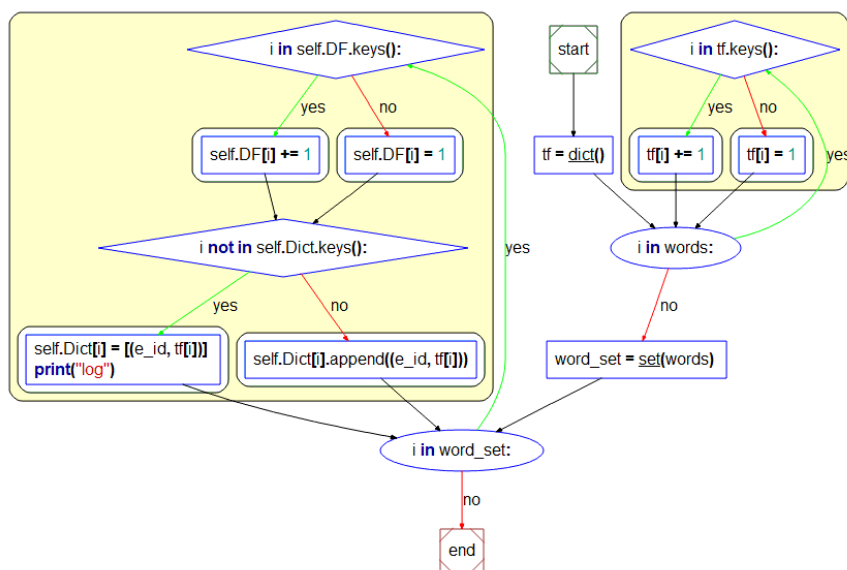 i in self.DF.keys():
start
i in tf.keys():
yes
no
yes
no
self.DF[i] += 1
self.DF[i] = 1
tf = dict()
tf[i] += 1
tf[i] = 1
yes
i not in self.Dict.keys():
i in words:
yes
yes
no
no
self.Dict[i] = [(e_id, tf[i])]
print("log")
self.Dict[i].append((e_id, tf[i]))
word_set = set(words)
i in word_set:
no
end